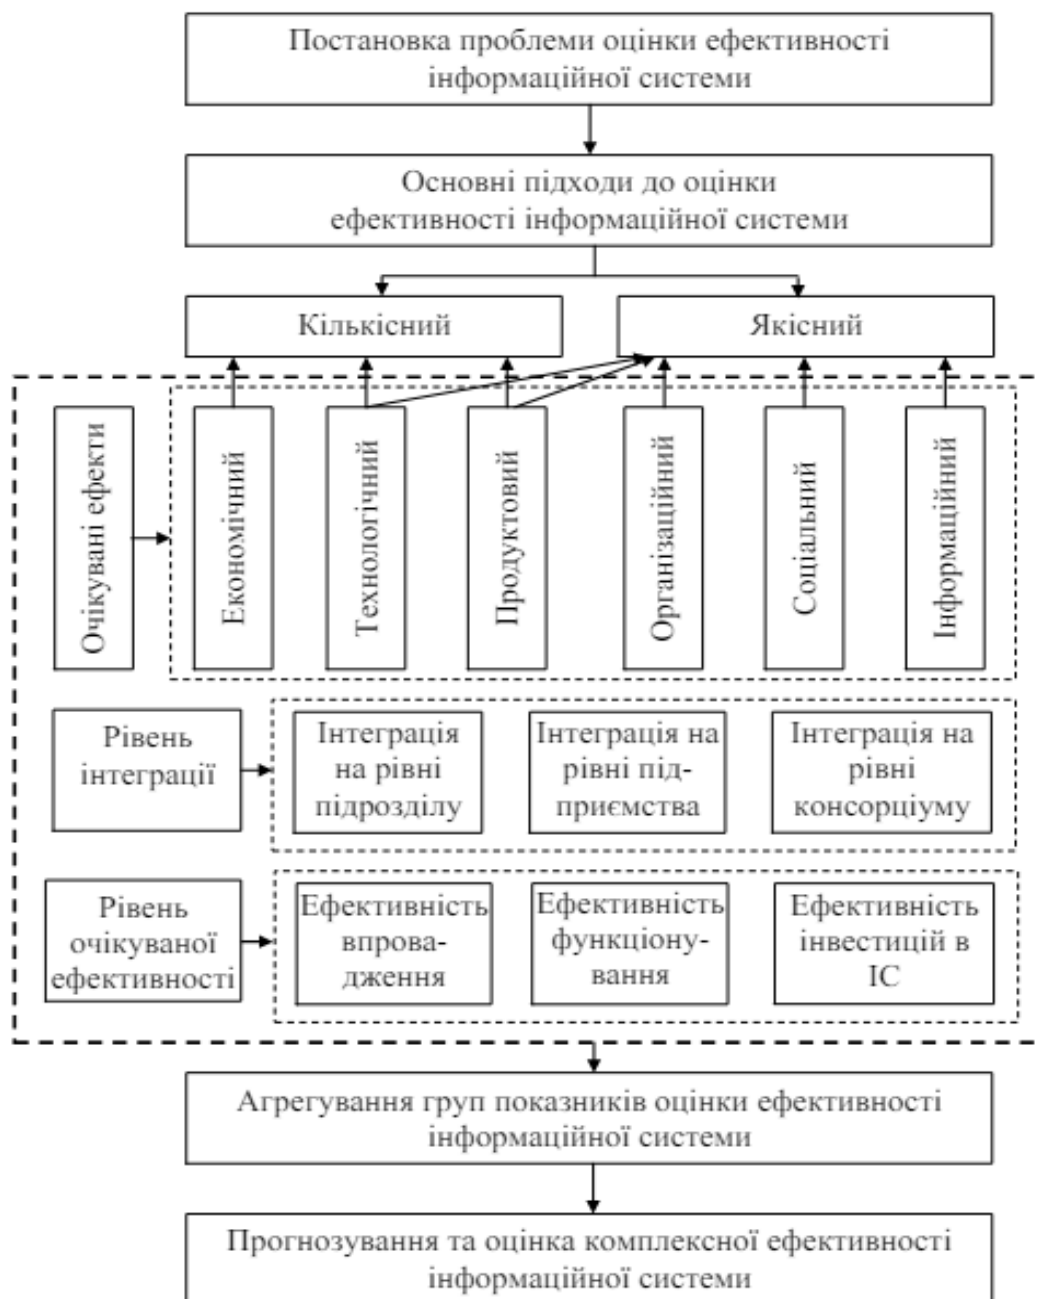 Постановка проблеми оцінки ефективності
інформаційної системи
Основні підходи до оцінки
ефективності інформаційної системи
Кількісний
Якісний
Очікувані ефекти
Економічний
Технологічний
Продуктовий
Організаційний
Соціальний
Інформаційний
Рівень
інтеграції
Інтеграція
на рівні
підрозділу
Інтеграція на
рівні під-
приємства
Інтеграція на
рівні
консорціуму
Рівень
очікуваної
ефективності
Ефективність
впрова-
дження
Ефективність
функціону-
вання
Ефективність
інвестицій в
ІС
Агрегування груп показників оцінки ефективності
інформаційної системи
Прогнозування та оцінка комплексної ефективності
інформаційної системи